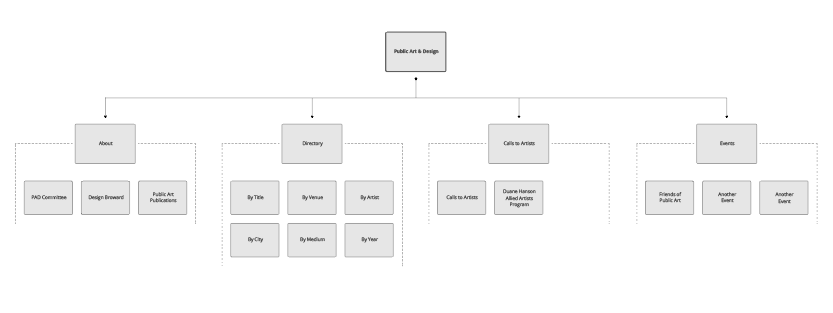 Public Art & Design
About
Directory
Calls to Artists
Events
PAD Committee
Design Broward
Public Art
Publications
By Title
By Venue
By Artist
Calls to Artists
Duane Hanson
Allied Artists
Program
Friends of
Public Art
Another
Event
Another
Event
By City
By Medium
By Year